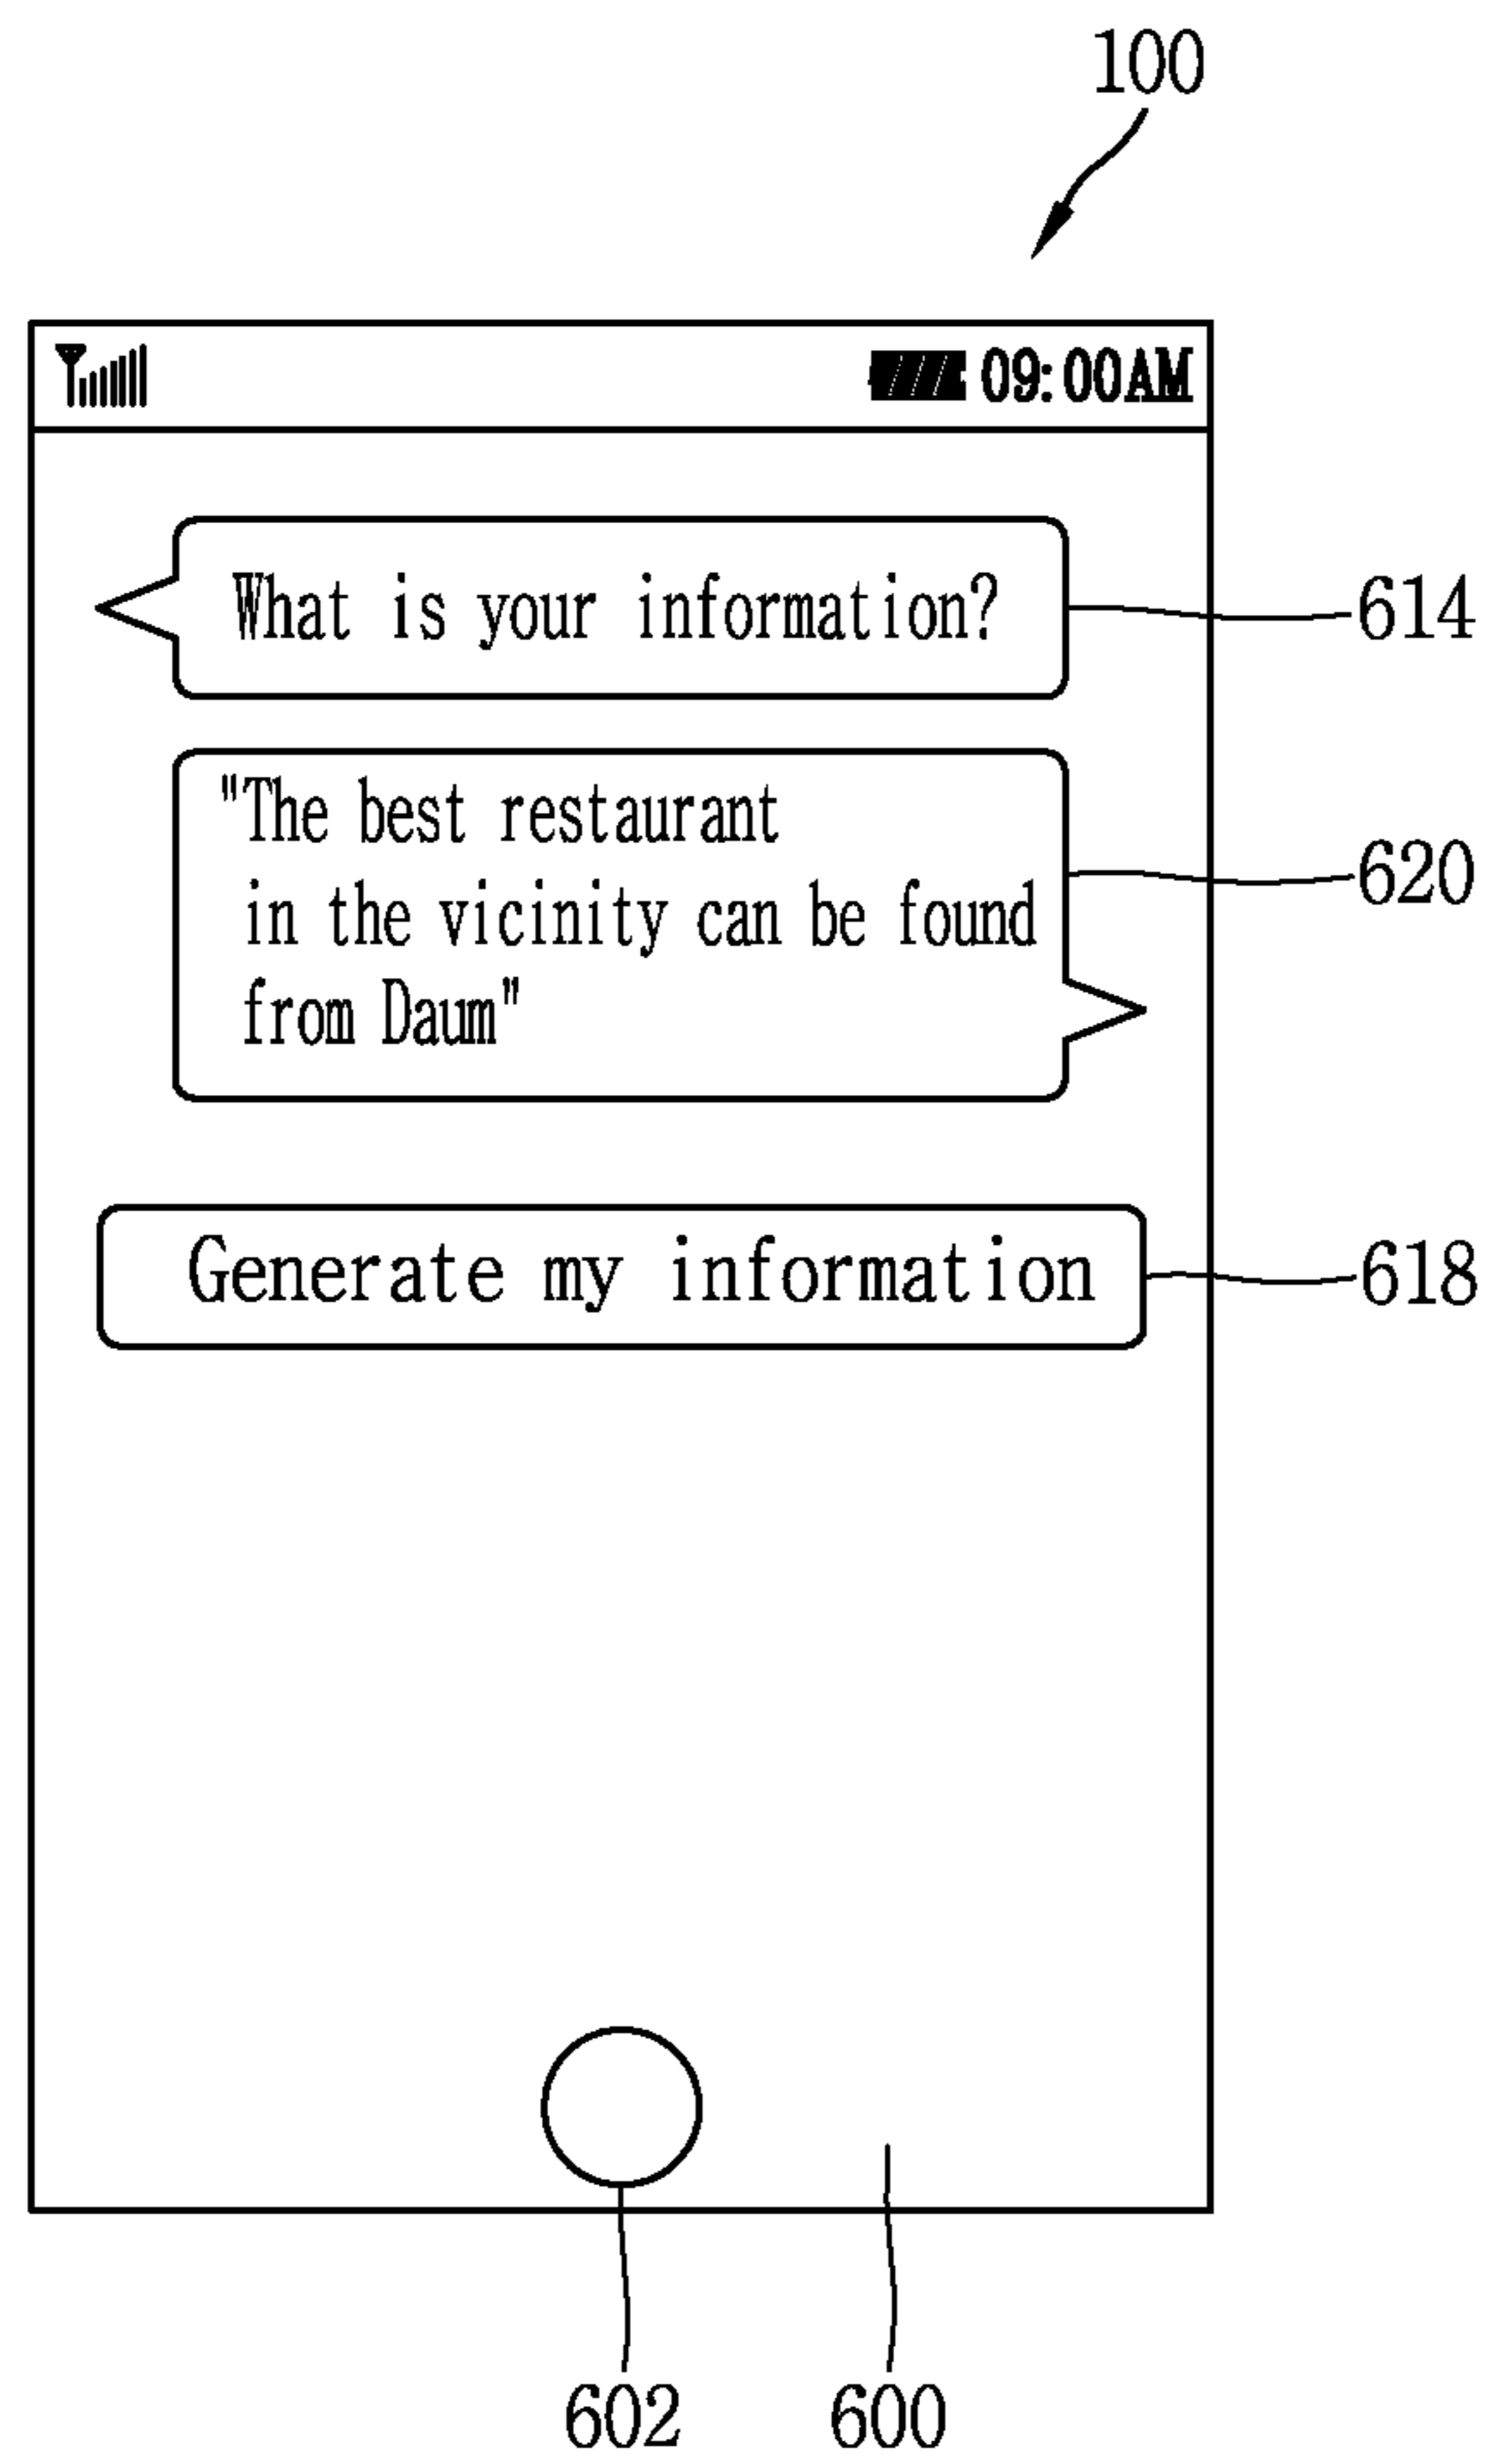 100
09:00AM
What is your information?
614
"The best restaurant
in the vicinity can be found
from Daum"
620
Generate my information
618
602
600